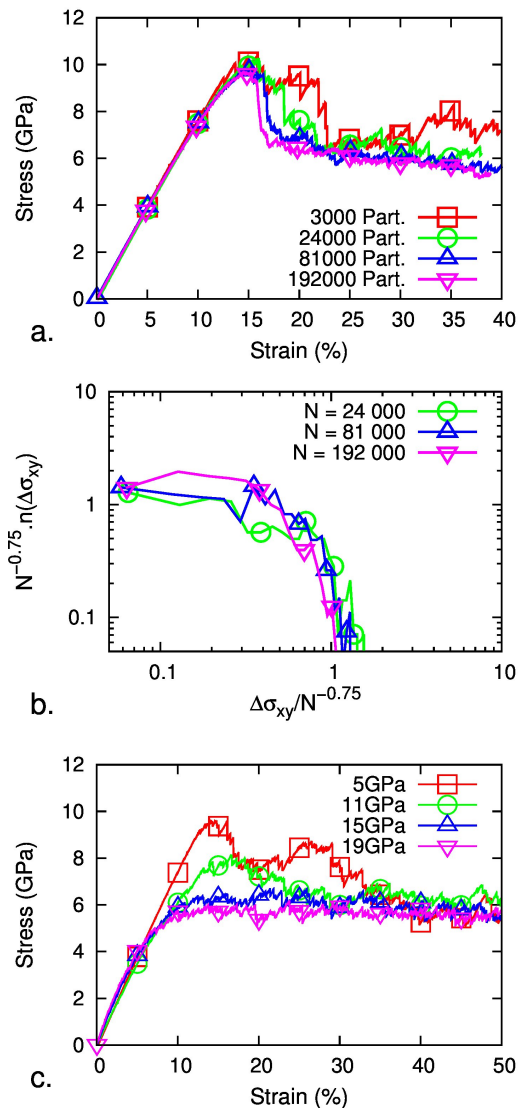 12
10
8
6
4
2
0
Stress (GPa)
3000 Part.
24000 Part.
81000 Part.
192000 Part.
0 5 10 15 20 25 30 35 40
a.
Strain (%)
10
1
0.1
N^-0.75.n(Δσxy)
N = 24 000
N = 81 000
N = 192 000
0.1 1 10
b.
Δσxy/N^-0.75
12
10
8
6
4
2
0
Stress (GPa)
5GPa
11GPa
15GPa
19GPa
0 10 20 30 40 50
c.
Strain (%)